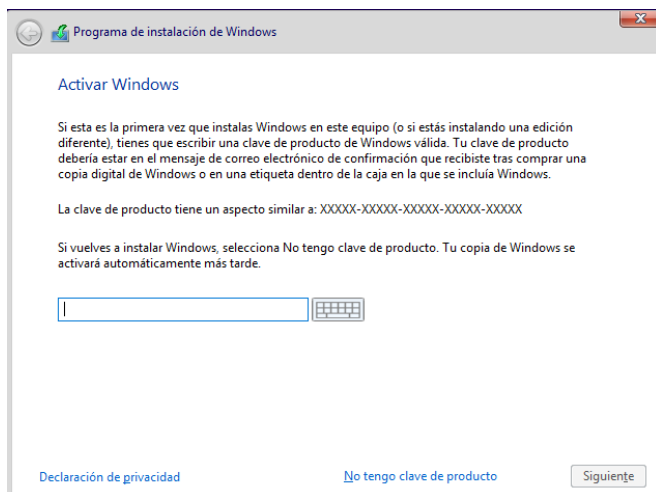 Programa de instalación de Windows
Activar Windows
Si esta es la primera vez que instalas Windows en este equipo (o si estás instalando una edición
diferente), tienes que escribir una clave de producto de Windows válida. Tu clave de producto
debería estar en el mensaje de correo electrónico de confirmación que recibiste tras comprar una
copia digital de Windows o en una etiqueta dentro de la caja en la que se incluía Windows.
La clave de producto tiene un aspecto similar a: XXXXX-XXXXX-XXXXX-XXXXX-XXXXX
Si vuelves a instalar Windows, selecciona No tengo clave de producto. Tu copia de Windows se
activará automáticamente más tarde.
Declaración de privacidad
No tengo clave de producto
Siguiente